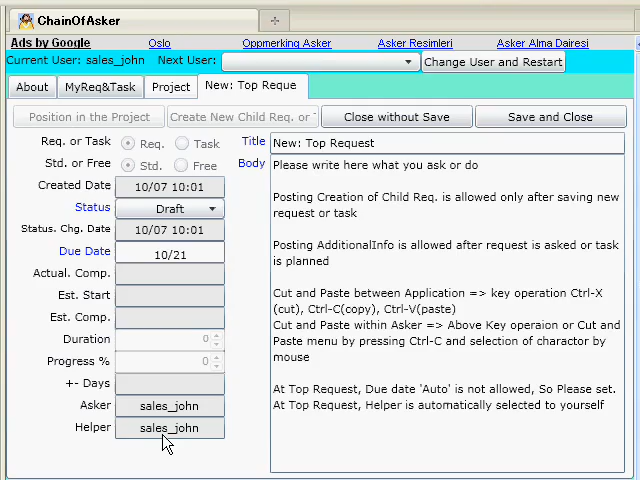 ChainOfAsker
Ads by Google Oslo Oppmerking Asker Asker Resimleri Asker Alma Dairesi
Current User: sales_john Next User: Change User and Restart
About MyReq&Task Project New: Top Reque
Position in the Project Create New Child Req. or T Close without Save Save and Close
Req. or Task Req. Task Title New: Top Request
Std. or Free Std. Free Body Please write here what you ask or do
Created Date 10/07 10:01
Posting Creation of Child Req. is allowed only after saving new
Status Draft request or task
Status. Chg. Date 10/07 10:01
Posting AdditionalInfo is allowed after request is asked or task
Due Date 10/21 is planned
Actual. Comp.
Est. Start Cut and Paste between Application => key operation Ctrl-X
(cut), Ctrl-C(copy), Ctrl-V(paste)
Est. Comp. Cut and Paste within Asker => Above Key operaion or Cut and
Duration 0 Paste menu by pressing Ctrl-C and selection of charactor by
mouse
Progress % 0
+- Days At Top Request, Due date 'Auto' is not allowed, So Please set.
Asker sales_john At Top Request, Helper is automatically selected to yourself
Helper sales_john